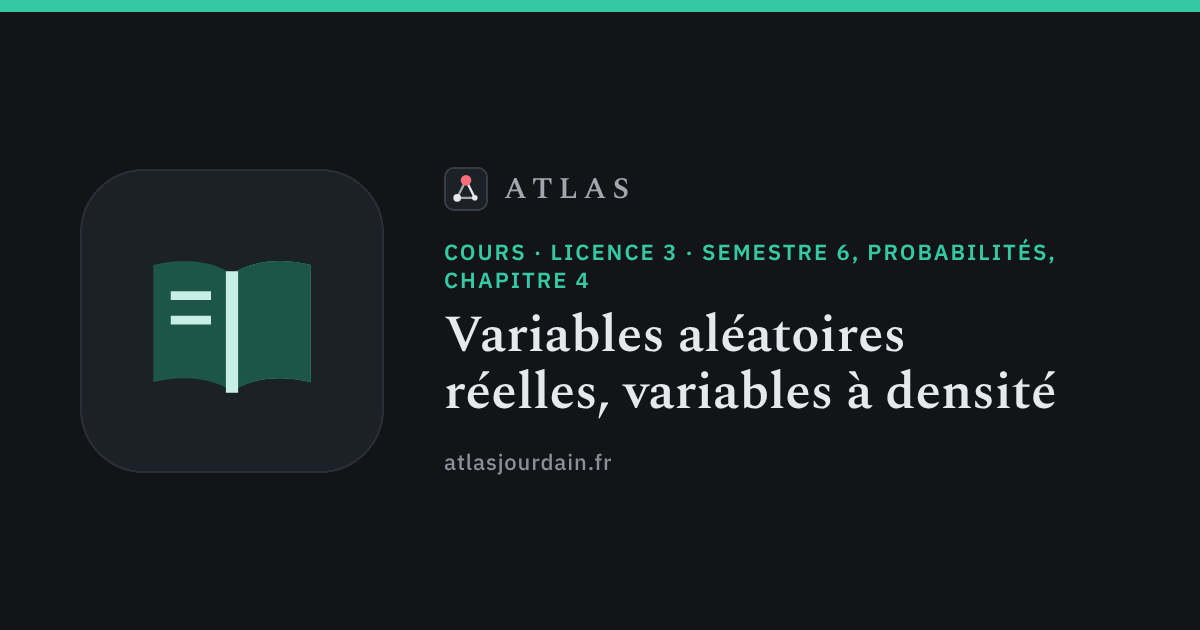 ATLAS
COURS · LICENCE 3 · SEMESTRE 6, PROBABILITÉS,
CHAPITRE 4
Variables aléatoires
réelles, variables à densité
atlasjourdain.fr